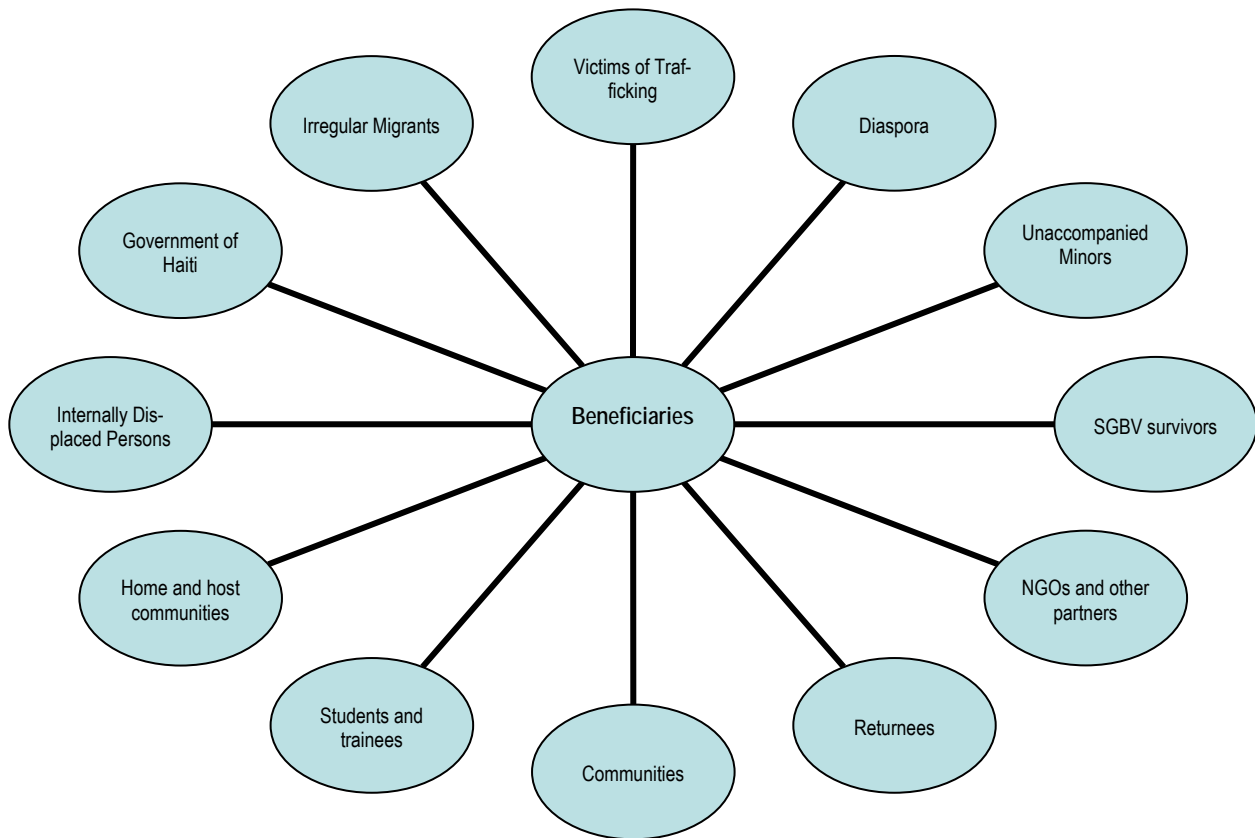 Victims of Traf-
ficking
Irregular Migrants
Diaspora
Government of
Haiti
Unaccompanied
Minors
Internally Dis-
placed Persons
Beneficiaries
SGBV survivors
Home and host
communities
NGOs and other
partners
Students and
trainees
Returnees
Communities